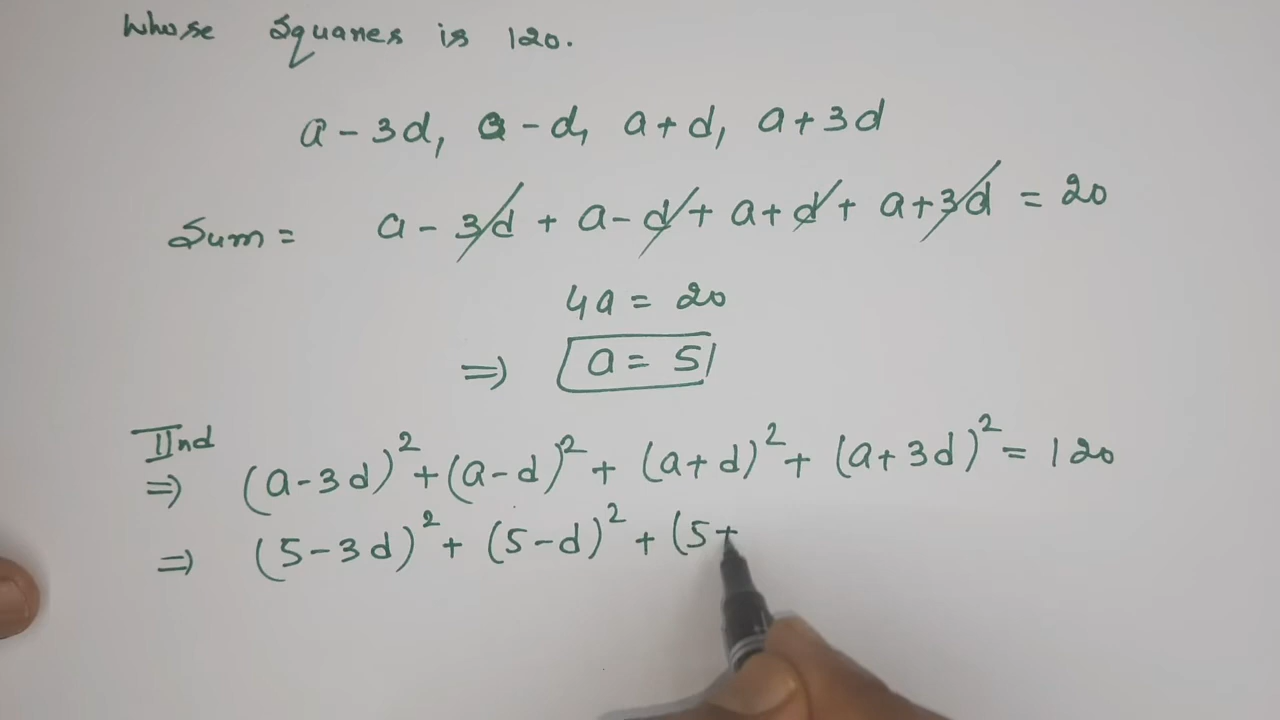 Whose Squares is 120.
a - 3d, a - d, a + d, a + 3d
Sum = a - 3d + a - d + a + d + a + 3d = 20
4a = 20
⇒ a = 5
IInd
⇒ (a - 3d)² + (a - d)² + (a + d)² + (a + 3d)² = 120
⇒ (5 - 3d)² + (5 - d)² + (5 +